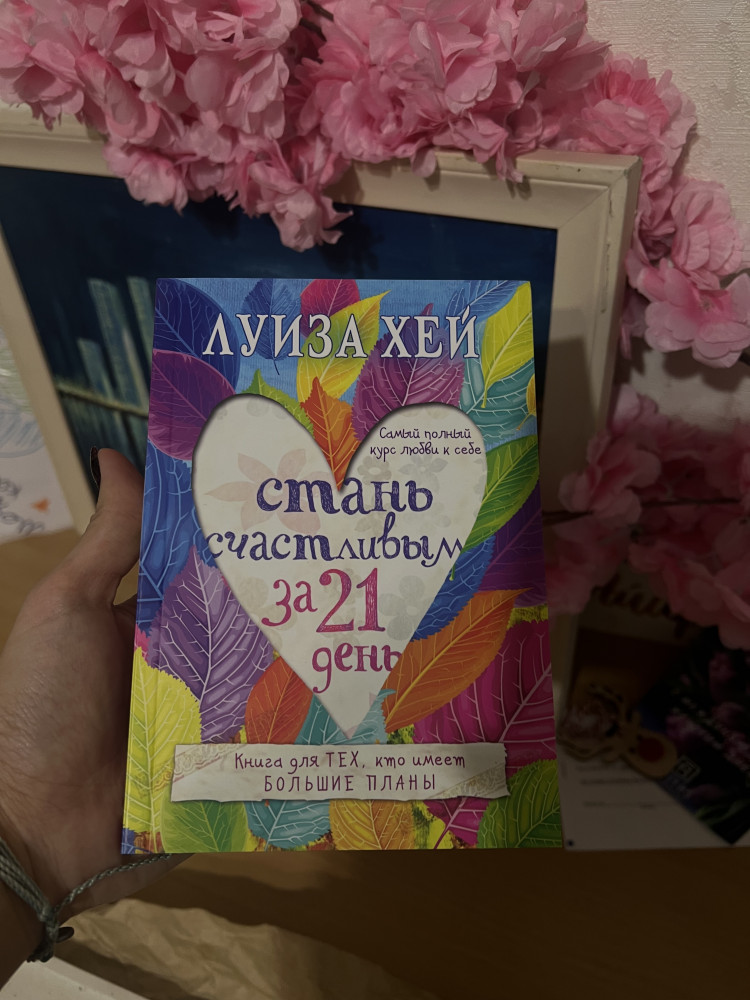 ЛУИЗА ХЕЙ
Самый полный
курс любви к себе
стань
счастливым
за 21
день
Книга для ТЕХ, кто имеет
БОЛЬШИЕ ПЛАНЫ